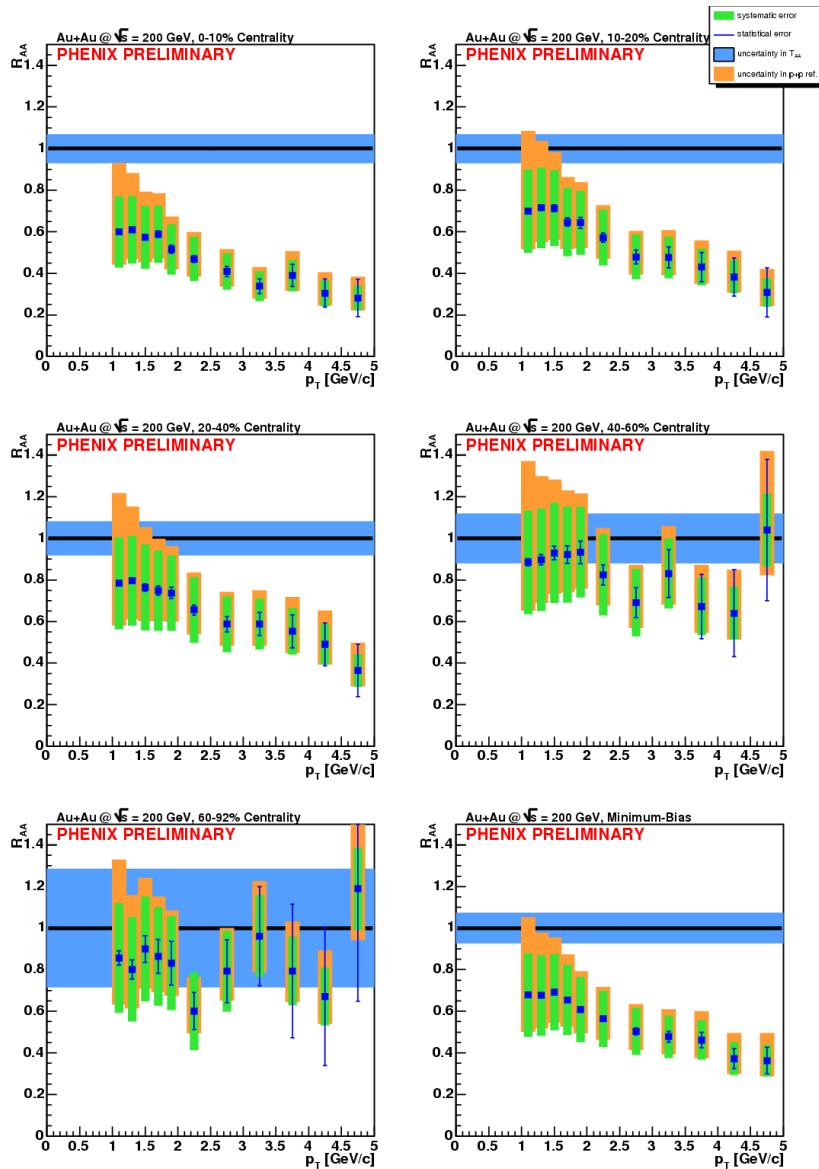 systematic error
statistical error
uncertainty in T_AA
uncertainty in p+p ref.
Au+Au @ √s = 200 GeV, 0-10% Centrality
PHENIX PRELIMINARY
R_AA
1.4
1.2
1
0.8
0.6
0.4
0.2
0
0 0.5 1 1.5 2 2.5 3 3.5 4 4.5 5
p_T [GeV/c]
Au+Au @ √s = 200 GeV, 10-20% Centrality
PHENIX PRELIMINARY
R_AA
1.4
1.2
1
0.8
0.6
0.4
0.2
0
0 0.5 1 1.5 2 2.5 3 3.5 4 4.5 5
p_T [GeV/c]
Au+Au @ √s = 200 GeV, 20-40% Centrality
PHENIX PRELIMINARY
R_AA
1.4
1.2
1
0.8
0.6
0.4
0.2
0
0 0.5 1 1.5 2 2.5 3 3.5 4 4.5 5
p_T [GeV/c]
Au+Au @ √s = 200 GeV, 40-60% Centrality
PHENIX PRELIMINARY
R_AA
1.4
1.2
1
0.8
0.6
0.4
0.2
0
0 0.5 1 1.5 2 2.5 3 3.5 4 4.5 5
p_T [GeV/c]
Au+Au @ √s = 200 GeV, 60-92% Centrality
PHENIX PRELIMINARY
R_AA
1.4
1.2
1
0.8
0.6
0.4
0.2
0
0 0.5 1 1.5 2 2.5 3 3.5 4 4.5 5
p_T [GeV/c]
Au+Au @ √s = 200 GeV, Minimum-Bias
PHENIX PRELIMINARY
R_AA
1.4
1.2
1
0.8
0.6
0.4
0.2
0
0 0.5 1 1.5 2 2.5 3 3.5 4 4.5 5
p_T [GeV/c]